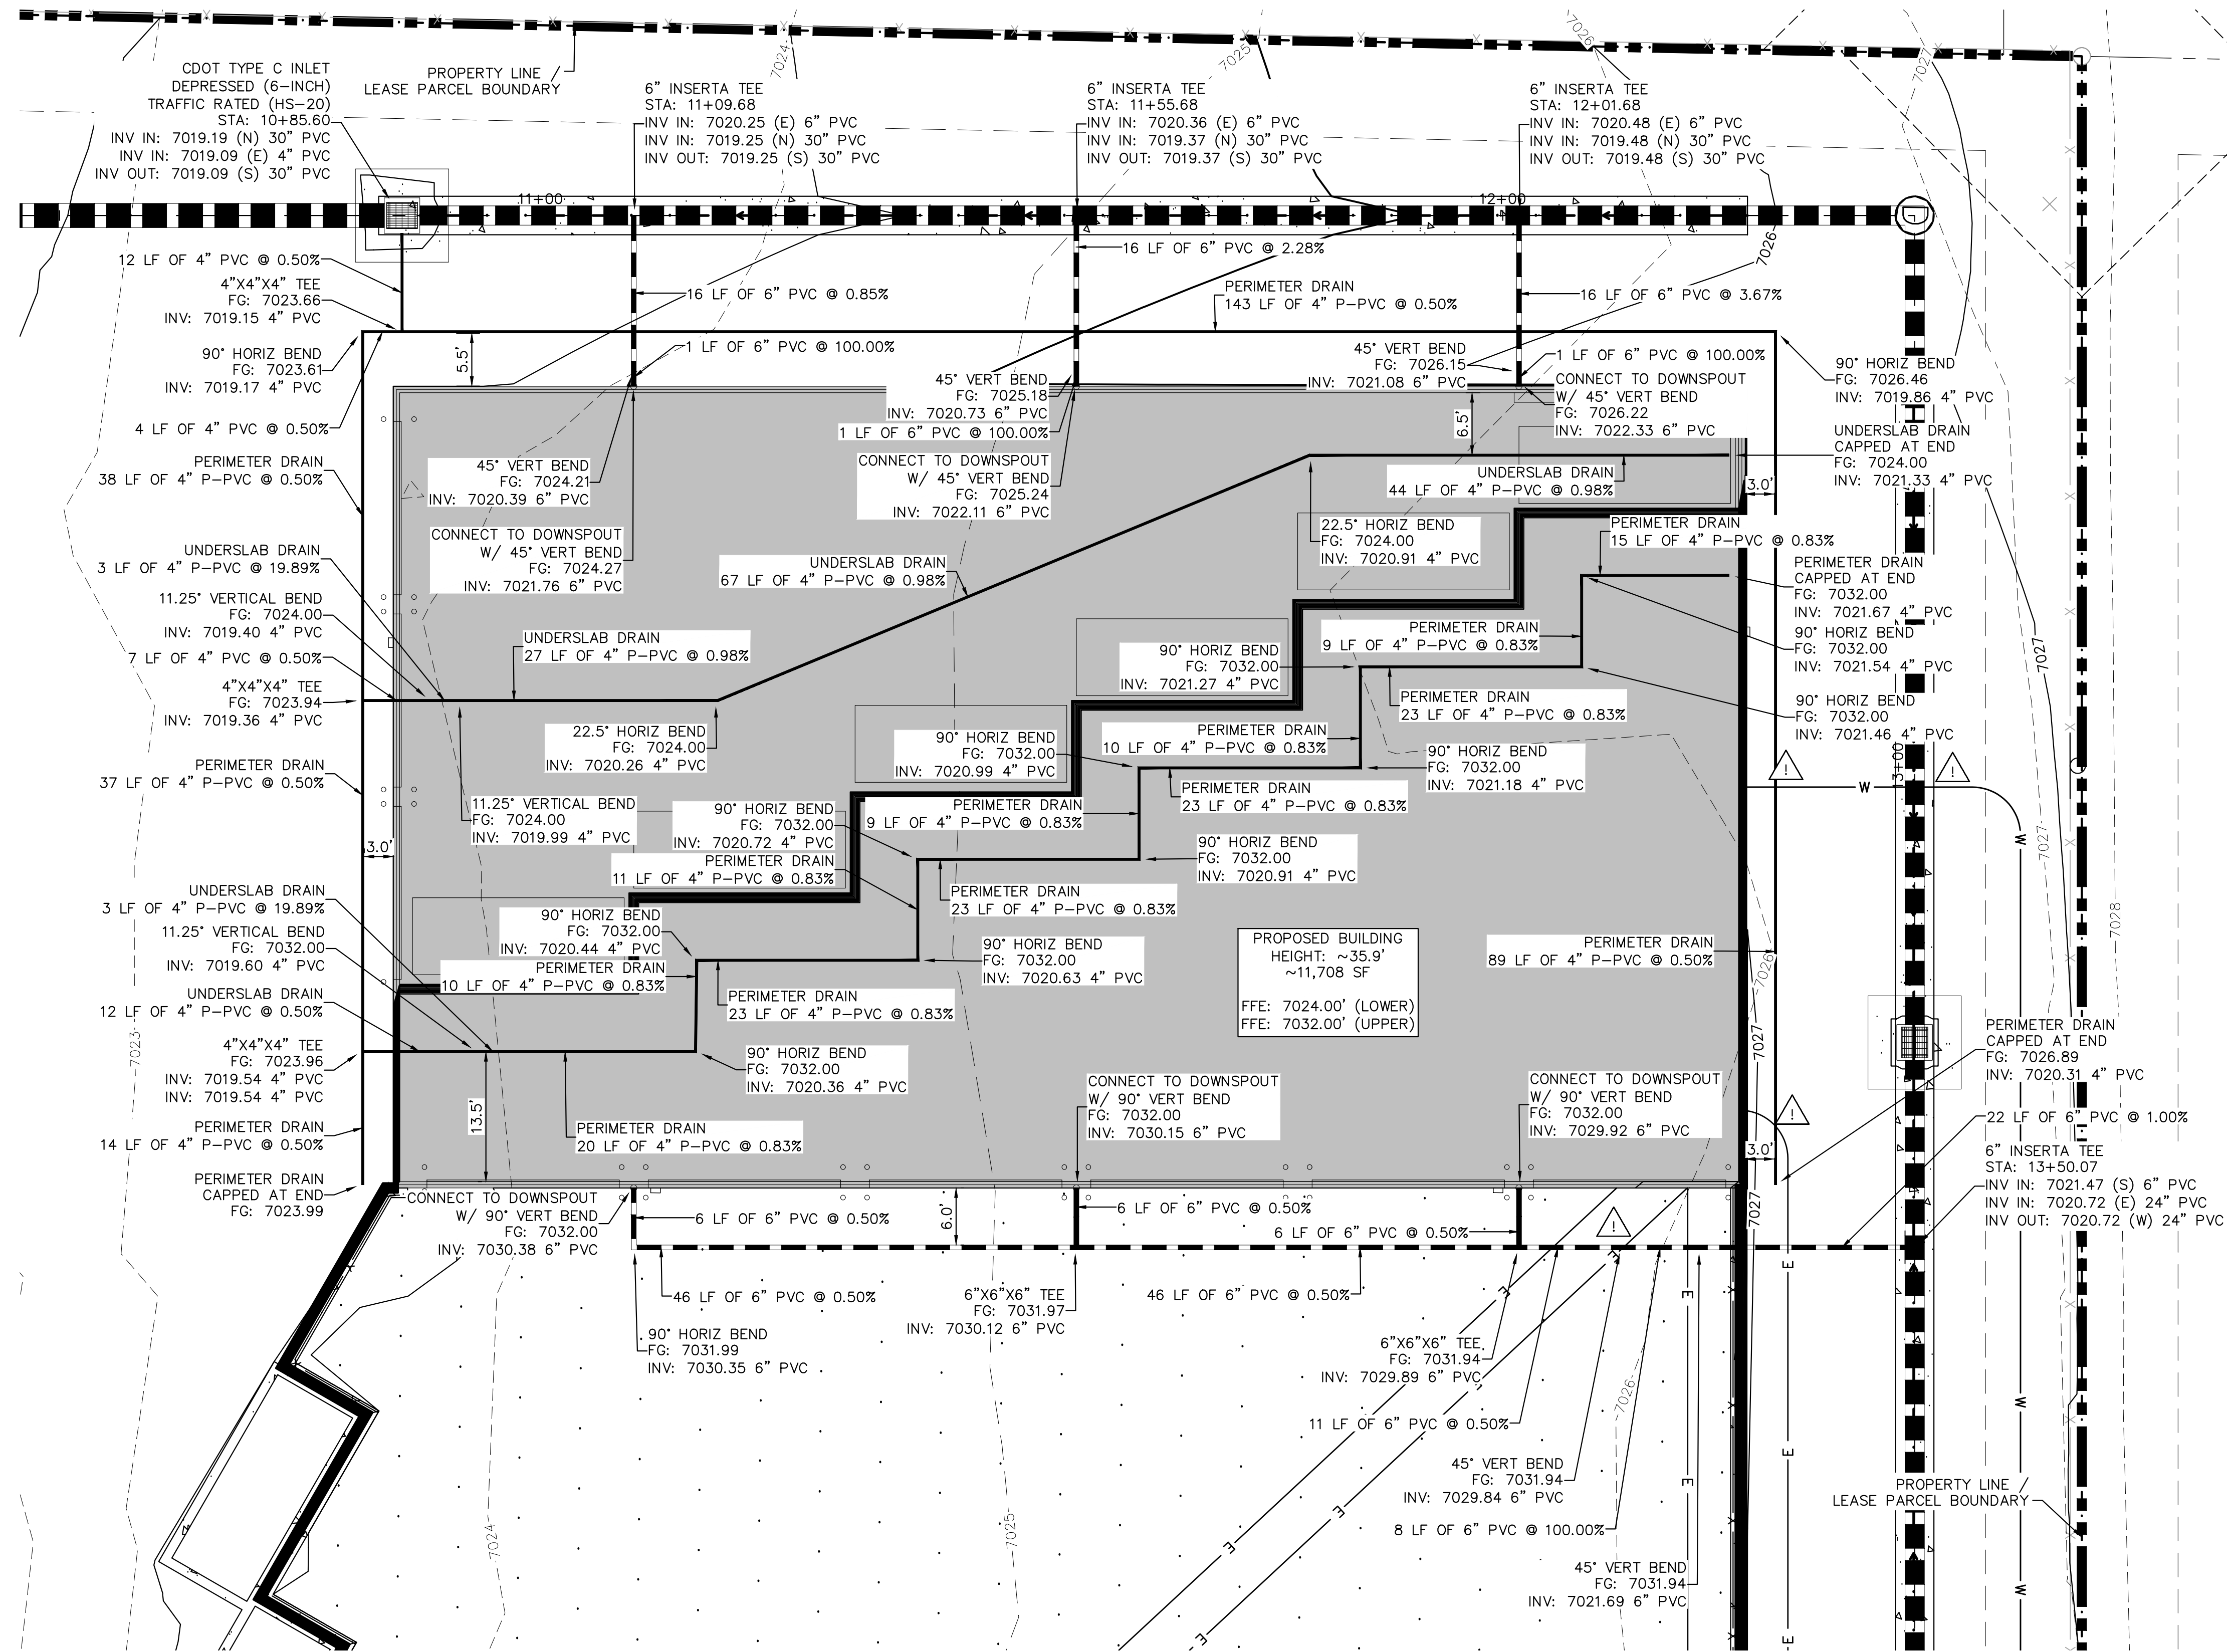 CDOT TYPE C INLET
DEPRESSED (6-INCH)
TRAFFIC RATED (HS-20)
STA: 10+85.60
INV IN: 7019.19 (N) 30" PVC
INV IN: 7019.09 (E) 4" PVC
INV OUT: 7019.09 (S) 30" PVC
PROPERTY LINE /
LEASE PARCEL BOUNDARY
7024
6" INSERTA TEE
STA: 11+09.68
INV IN: 7020.25 (E) 6" PVC
INV IN: 7019.25 (N) 30" PVC
INV OUT: 7019.25 (S) 30" PVC
7025
6" INSERTA TEE
STA: 11+55.68
INV IN: 7020.36 (E) 6" PVC
INV IN: 7019.37 (N) 30" PVC
INV OUT: 7019.37 (S) 30" PVC
7026
6" INSERTA TEE
STA: 12+01.68
INV IN: 7020.48 (E) 6" PVC
INV IN: 7019.48 (N) 30" PVC
INV OUT: 7019.48 (S) 30" PVC
7027
11+00
12+00
7026
12 LF OF 4" PVC @ 0.50%
4"X4"X4" TEE
FG: 7023.66
INV: 7019.15 4" PVC
90° HORIZ BEND
FG: 7023.61
INV: 7019.17 4" PVC
4 LF OF 4" PVC @ 0.50%
PERIMETER DRAIN
38 LF OF 4" P-PVC @ 0.50%
UNDERSLAB DRAIN
3 LF OF 4" P-PVC @ 19.89%
11.25° VERTICAL BEND
FG: 7024.00
INV: 7019.40 4" PVC
7 LF OF 4" PVC @ 0.50%
4"X4"X4" TEE
FG: 7023.94
INV: 7019.36 4" PVC
PERIMETER DRAIN
37 LF OF 4" P-PVC @ 0.50%
3.0'
UNDERSLAB DRAIN
3 LF OF 4" P-PVC @ 19.89%
11.25° VERTICAL BEND
FG: 7032.00
INV: 7019.60 4" PVC
UNDERSLAB DRAIN
12 LF OF 4" P-PVC @ 0.50%
7023
4"X4"X4" TEE
FG: 7023.96
INV: 7019.54 4" PVC
INV: 7019.54 4" PVC
PERIMETER DRAIN
14 LF OF 4" P-PVC @ 0.50%
PERIMETER DRAIN
CAPPED AT END
FG: 7023.99
16 LF OF 6" PVC @ 0.85%
16 LF OF 6" PVC @ 2.28%
PERIMETER DRAIN
143 LF OF 4" P-PVC @ 0.50%
16 LF OF 6" PVC @ 3.67%
5.5'
1 LF OF 6" PVC @ 100.00%
45° VERT BEND
FG: 7025.18
INV: 7020.73 6" PVC
1 LF OF 6" PVC @ 100.00%
45° VERT BEND
FG: 7026.15
INV: 7021.08 6" PVC
1 LF OF 6" PVC @ 100.00%
CONNECT TO DOWNSPOUT
W/ 45° VERT BEND
FG: 7026.22
INV: 7022.33 6" PVC
90° HORIZ BEND
FG: 7026.46
INV: 7019.86 4" PVC
UNDERSLAB DRAIN
CAPPED AT END
FG: 7024.00
INV: 7021.33 4" PVC
6.5'
45° VERT BEND
FG: 7024.21
INV: 7020.39 6" PVC
CONNECT TO DOWNSPOUT
W/ 45° VERT BEND
FG: 7025.24
INV: 7022.11 6" PVC
UNDERSLAB DRAIN
44 LF OF 4" P-PVC @ 0.98%
3.0'
CONNECT TO DOWNSPOUT
W/ 45° VERT BEND
FG: 7024.27
INV: 7021.76 6" PVC
22.5° HORIZ BEND
FG: 7024.00
INV: 7020.91 4" PVC
PERIMETER DRAIN
15 LF OF 4" P-PVC @ 0.83%
UNDERSLAB DRAIN
67 LF OF 4" P-PVC @ 0.98%
PERIMETER DRAIN
CAPPED AT END
FG: 7032.00
INV: 7021.67 4" PVC
UNDERSLAB DRAIN
27 LF OF 4" P-PVC @ 0.98%
90° HORIZ BEND
FG: 7032.00
INV: 7021.27 4" PVC
PERIMETER DRAIN
9 LF OF 4" P-PVC @ 0.83%
90° HORIZ BEND
FG: 7032.00
INV: 7021.54 4" PVC
7027
PERIMETER DRAIN
23 LF OF 4" P-PVC @ 0.83%
90° HORIZ BEND
FG: 7032.00
INV: 7021.46 4" PVC
22.5° HORIZ BEND
FG: 7024.00
INV: 7020.26 4" PVC
90° HORIZ BEND
FG: 7032.00
INV: 7020.99 4" PVC
PERIMETER DRAIN
10 LF OF 4" P-PVC @ 0.83%
90° HORIZ BEND
FG: 7032.00
INV: 7021.18 4" PVC
!
13+00
!
PERIMETER DRAIN
23 LF OF 4" P-PVC @ 0.83%
W
W
11.25° VERTICAL BEND
FG: 7024.00
INV: 7019.99 4" PVC
90° HORIZ BEND
FG: 7032.00
INV: 7020.72 4" PVC
PERIMETER DRAIN
9 LF OF 4" P-PVC @ 0.83%
90° HORIZ BEND
FG: 7032.00
INV: 7020.91 4" PVC
7027
PERIMETER DRAIN
11 LF OF 4" P-PVC @ 0.83%
PERIMETER DRAIN
23 LF OF 4" P-PVC @ 0.83%
7028
90° HORIZ BEND
FG: 7032.00
INV: 7020.44 4" PVC
90° HORIZ BEND
FG: 7032.00
INV: 7020.63 4" PVC
PROPOSED BUILDING
HEIGHT: ~35.9'
~11,708 SF
FFE: 7024.00' (LOWER)
FFE: 7032.00' (UPPER)
PERIMETER DRAIN
89 LF OF 4" P-PVC @ 0.50%
7026
PERIMETER DRAIN
10 LF OF 4" P-PVC @ 0.83%
PERIMETER DRAIN
23 LF OF 4" P-PVC @ 0.83%
7027
PERIMETER DRAIN
CAPPED AT END
FG: 7026.89
INV: 7020.31 4" PVC
90° HORIZ BEND
FG: 7032.00
INV: 7020.36 4" PVC
13.5'
PERIMETER DRAIN
20 LF OF 4" P-PVC @ 0.83%
CONNECT TO DOWNSPOUT
W/ 90° VERT BEND
FG: 7032.00
INV: 7030.15 6" PVC
CONNECT TO DOWNSPOUT
W/ 90° VERT BEND
FG: 7032.00
INV: 7029.92 6" PVC
!
22 LF OF 6" PVC @ 1.00%
3.0'
6" INSERTA TEE
STA: 13+50.07
INV IN: 7021.47 (S) 6" PVC
INV IN: 7020.72 (E) 24" PVC
INV OUT: 7020.72 (W) 24" PVC
7027
CONNECT TO DOWNSPOUT
W/ 90° VERT BEND
FG: 7032.00
INV: 7030.38 6" PVC
6 LF OF 6" PVC @ 0.50%
6.0'
6 LF OF 6" PVC @ 0.50%
6 LF OF 6" PVC @ 0.50%
!
E
E
E
E
46 LF OF 6" PVC @ 0.50%
6"X6"X6" TEE
FG: 7031.97
INV: 7030.12 6" PVC
46 LF OF 6" PVC @ 0.50%
90° HORIZ BEND
FG: 7031.99
INV: 7030.35 6" PVC
6"X6"X6" TEE
FG: 7031.94
INV: 7029.89 6" PVC
7026
W
11 LF OF 6" PVC @ 0.50%
E
45° VERT BEND
FG: 7031.94
INV: 7029.84 6" PVC
E
E
PROPERTY LINE /
LEASE PARCEL BOUNDARY
7024
7025
8 LF OF 6" PVC @ 100.00%
E
45° VERT BEND
FG: 7031.94
INV: 7021.69 6" PVC
W
E
E